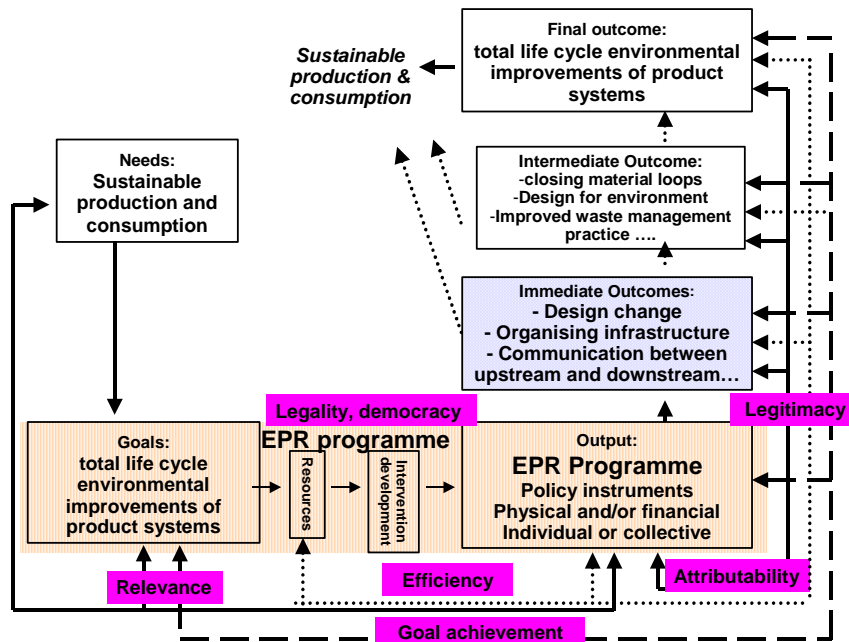 Final outcome:
total life cycle environmental
improvements of product
systems
Sustainable
production &
consumption
Needs:
Sustainable
production and
consumption
Intermediate Outcome:
-closing material loops
-Design for environment
-Improved waste management
practice ….
Immediate Outcomes:
- Design change
- Organising infrastructure
- Communication between
upstream and downstream…
Legality, democracy
Legitimacy
EPR programme
Goals:
total life cycle
environmental
improvements of
product systems
Resources
Intervention
development
Output:
EPR Programme
Policy instruments
Physical and/or financial
Individual or collective
Relevance
Efficiency
Attributability
Goal achievement